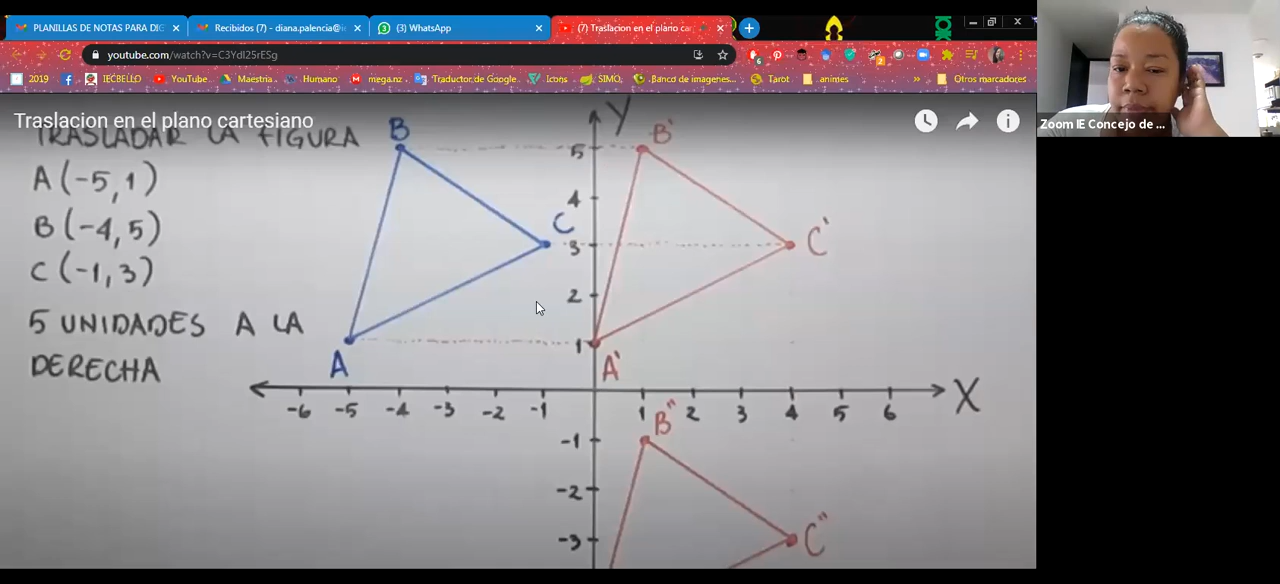 PLANILLAS DE NOTAS PARA DIG
Recibidos (7) - diana.palencia@i
(3) WhatsApp
(7) Traslacion en el plano car
youtube.com/watch?v=C3YdI25rESg
2019
IECBELLO
YouTube
Maestria
Humano
mega.nz
Traductor de Google
Icons
SIMO
Banco de imagenes...
Tarot
animes
»
Otros marcadores
Zoom IE Concejo de ...
Traslacion en el plano cartesiano
TRASLADAR LA FIGURA
A (-5, 1)
B (-4, 5)
C (-1, 3)
5 UNIDADES A LA
DERECHA
Y
B B'
5
4
C C'
3
2
1
A A'
-6 -5 -4 -3 -2 -1 1 2 3 4 5 6 X
B''
-1
-2
-3 C''